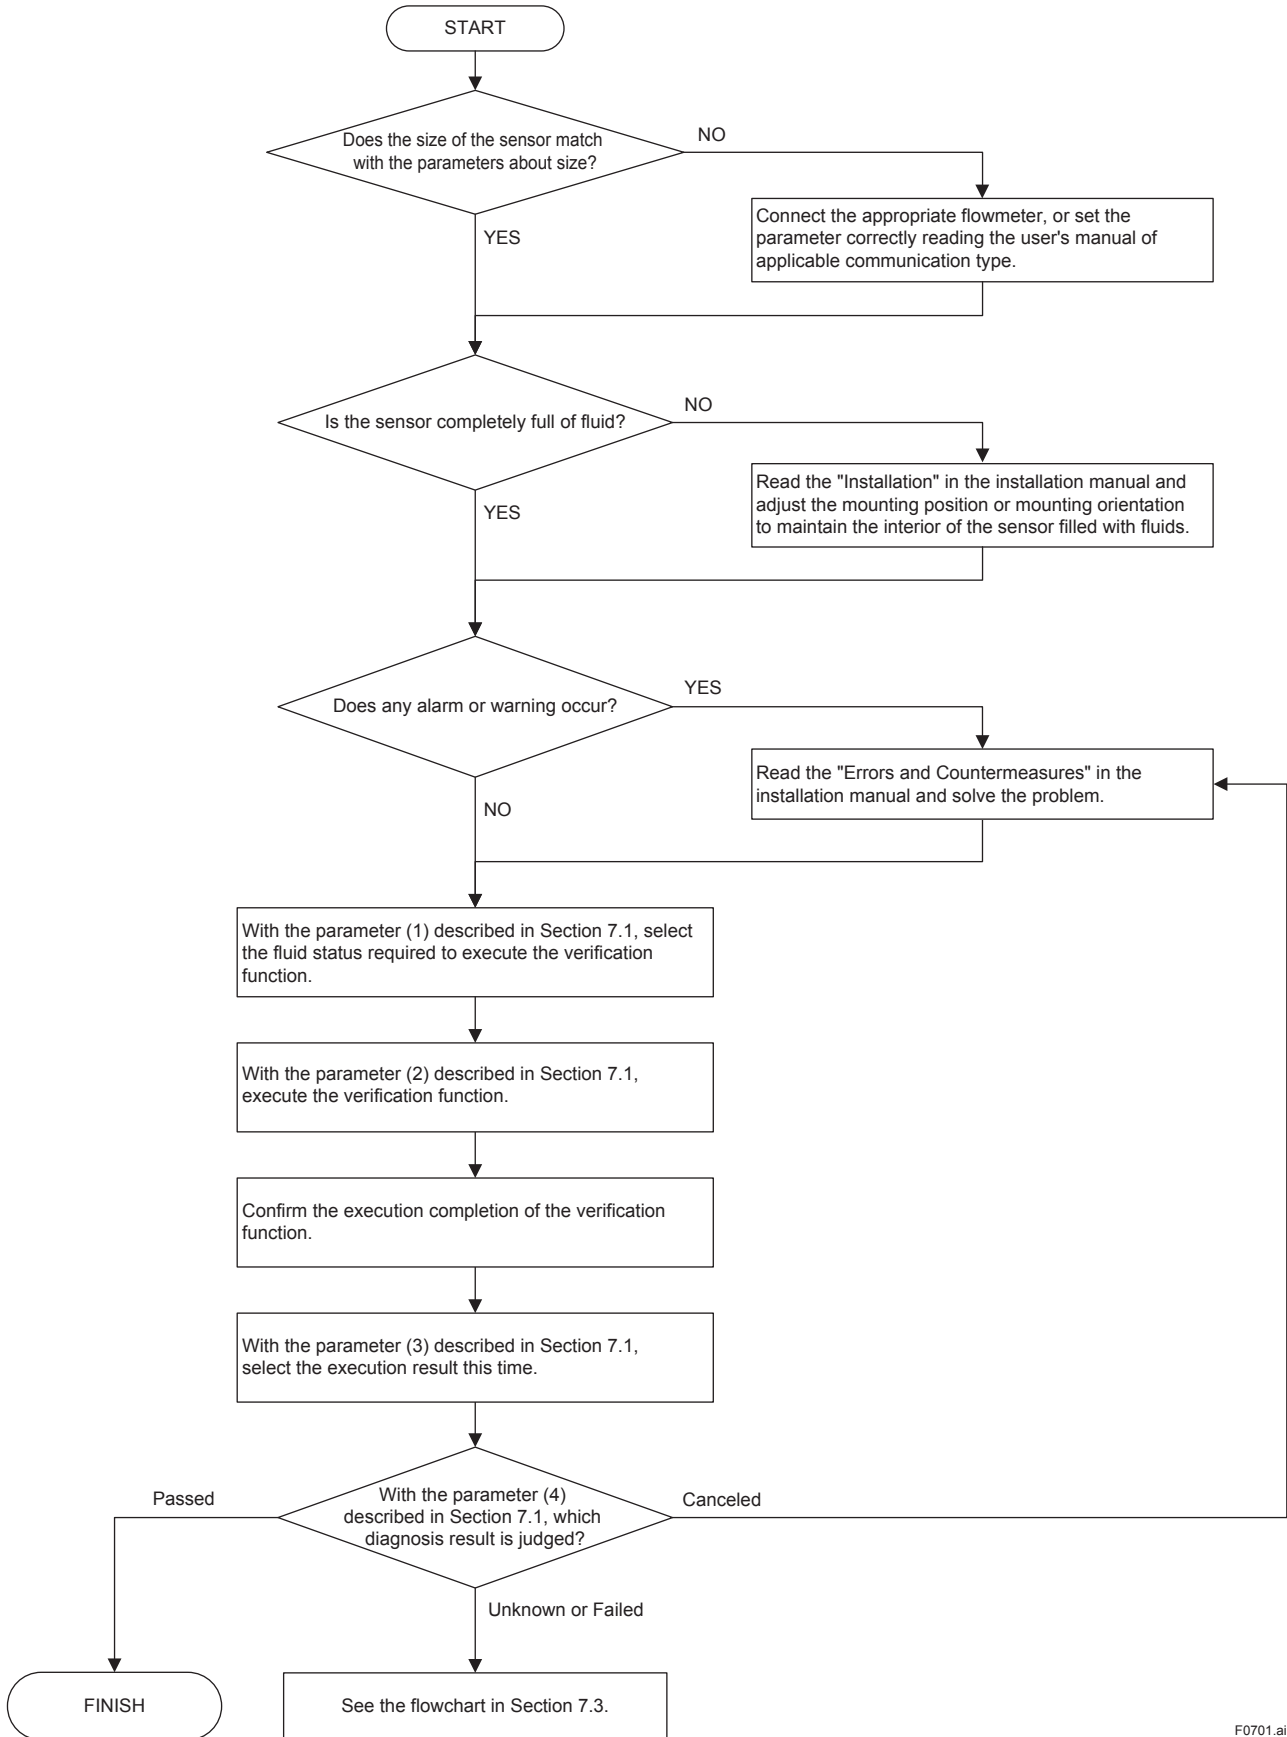 START
Does the size of the sensor match
with the parameters about size?
NO
YES
Connect the appropriate flowmeter, or set the
parameter correctly reading the user's manual of
applicable communication type.
Is the sensor completely full of fluid?
NO
YES
Read the "Installation" in the installation manual and
adjust the mounting position or mounting orientation
to maintain the interior of the sensor filled with fluids.
Does any alarm or warning occur?
YES
NO
Read the "Errors and Countermeasures" in the
installation manual and solve the problem.
With the parameter (1) described in Section 7.1, select
the fluid status required to execute the verification
function.
With the parameter (2) described in Section 7.1,
execute the verification function.
Confirm the execution completion of the verification
function.
With the parameter (3) described in Section 7.1,
select the execution result this time.
With the parameter (4)
described in Section 7.1, which
diagnosis result is judged?
Passed
Canceled
Unknown or Failed
FINISH
See the flowchart in Section 7.3.
F0701.ai